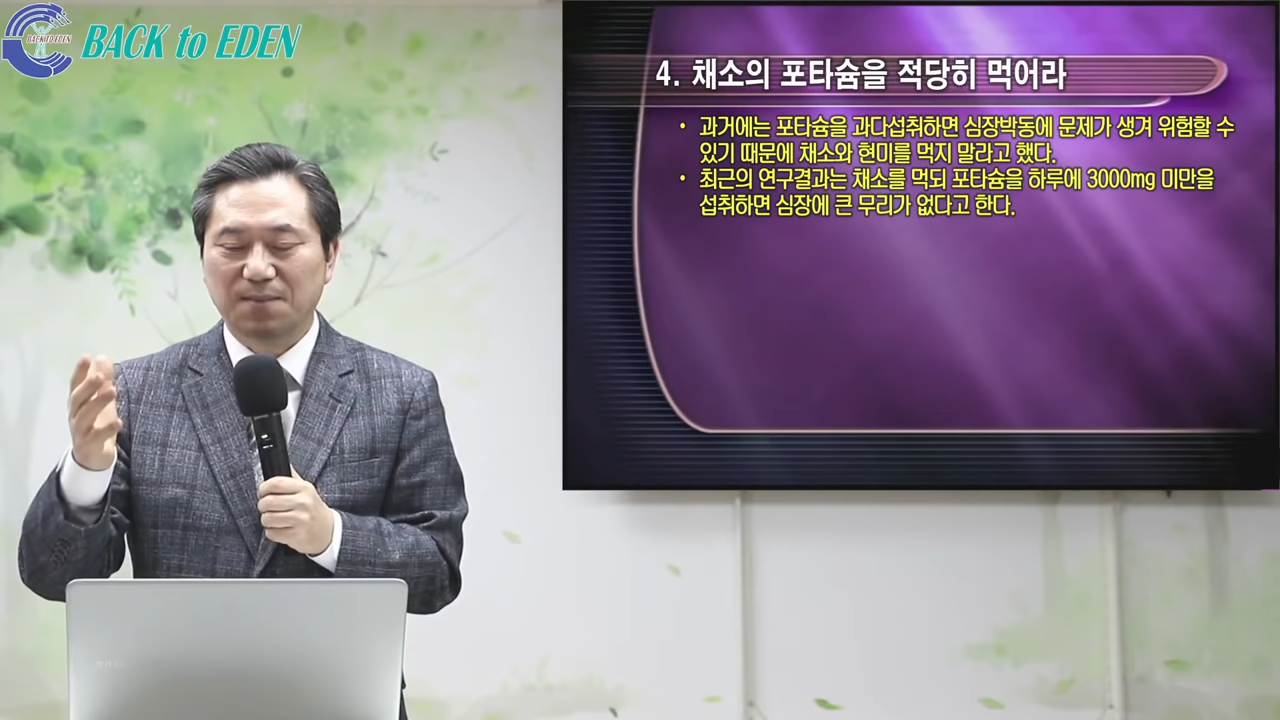 BACK to EDEN
BACK TO EDEN
4. 채소의 포타슘을 적당히 먹어라
• 과거에는 포타슘을 과다섭취하면 심장박동에 문제가 생겨 위험할 수
있기 때문에 채소와 현미를 먹지 말라고 했다.
• 최근의 연구결과는 채소를 먹되 포타슘을 하루에 3000mg 미만을
섭취하면 심장에 큰 무리가 없다고 한다.